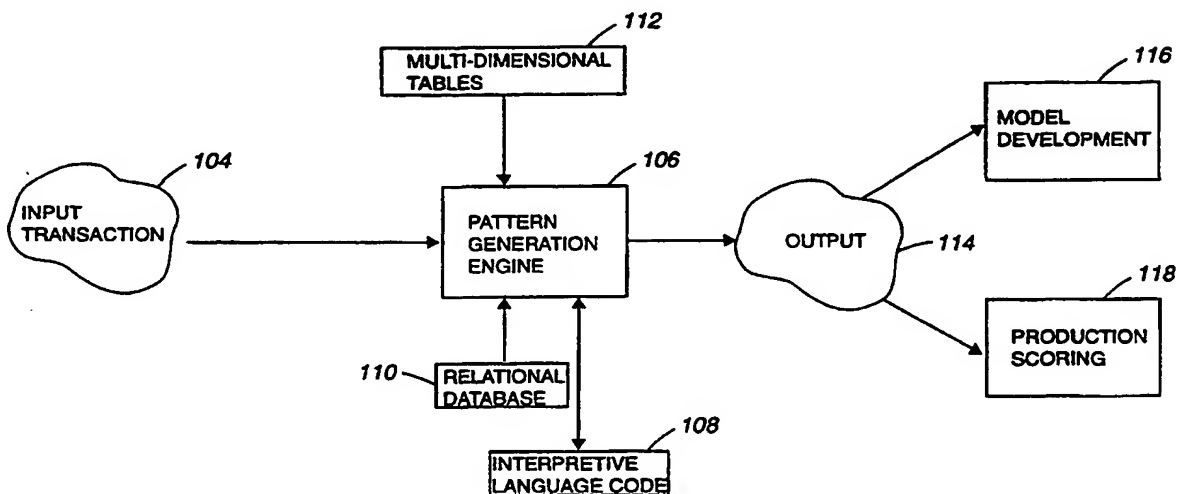 112
MULTI-DIMENSIONAL
TABLES
116
MODEL
DEVELOPMENT
104
INPUT
TRANSACTION
106
PATTERN
GENERATION
ENGINE
OUTPUT
114
118
PRODUCTION
SCORING
110
RELATIONAL
DATABASE
108
INTERPRETIVE
LANGUAGE CODE